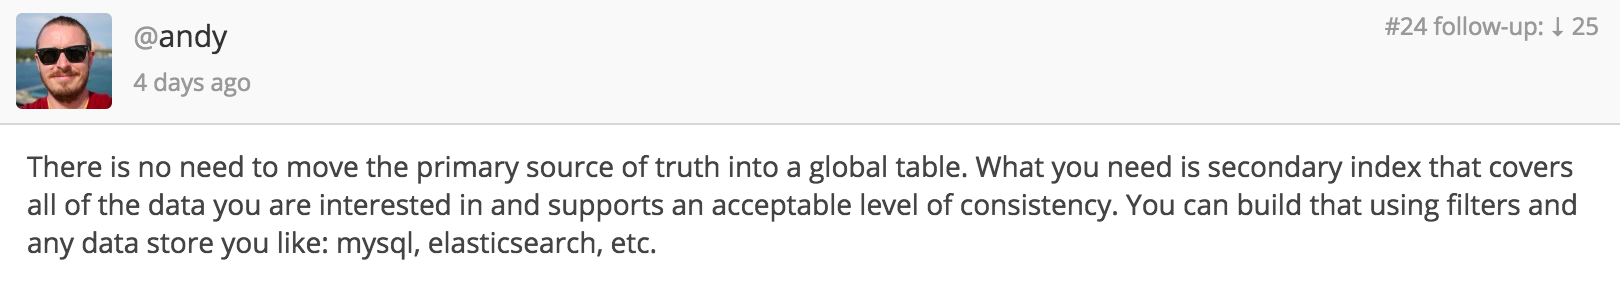 @andy
#24 follow-up: ↓ 25
4 days ago
There is no need to move the primary source of truth into a global table. What you need is secondary index that covers
all of the data you are interested in and supports an acceptable level of consistency. You can build that using filters and
any data store you like: mysql, elasticsearch, etc.